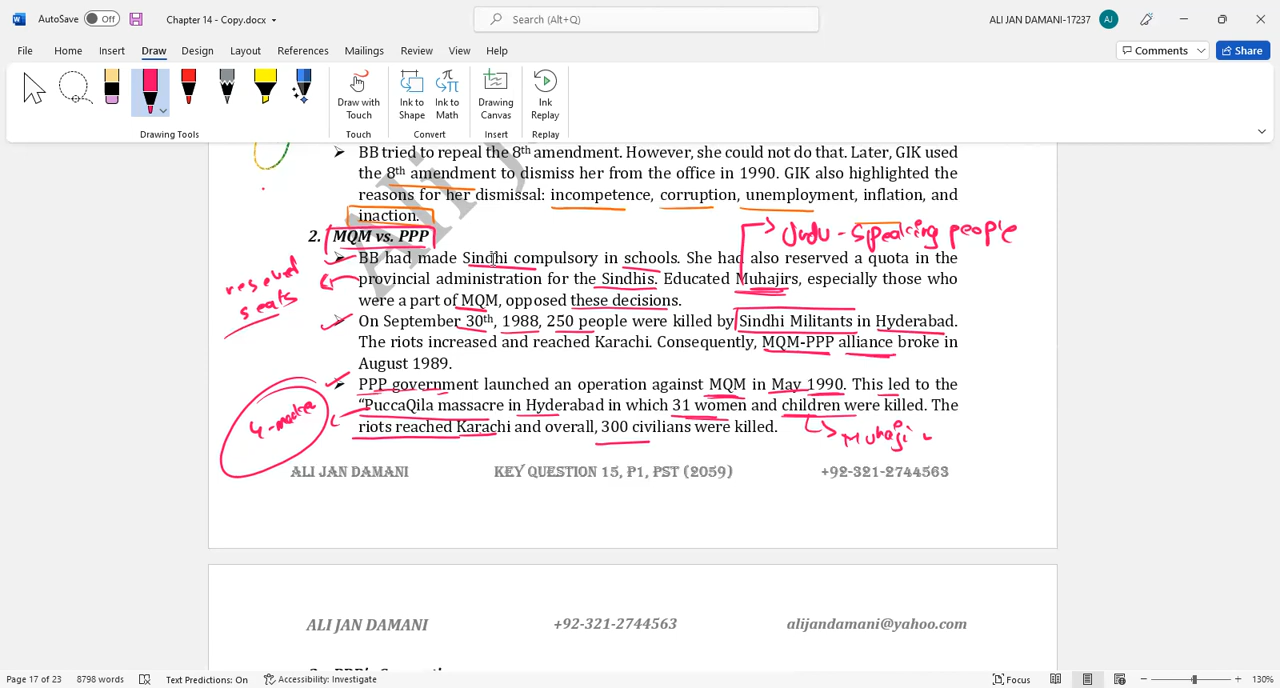 AutoSave Off Chapter 14 - Copy.docx Search (Alt+Q) ALI JAN DAMANI-17237 AJ
File Home Insert Draw Design Layout References Mailings Review View Help Comments Share
Draw with Touch Ink to Shape Ink to Math Drawing Canvas Ink Replay
Drawing Tools Touch Convert Insert Replay
BB tried to repeal the 8th amendment. However, she could not do that. Later, GIK used
the 8th amendment to dismiss her from the office in 1990. GIK also highlighted the
reasons for her dismissal: incompetence, corruption, unemployment, inflation, and
inaction.
Urdu - speaking people
2. MQM vs. PPP
BB had made Sindhi compulsory in schools. She had also reserved a quota in the
provincial administration for the Sindhis. Educated Muhajirs, especially those who
were a part of MQM, opposed these decisions.
reserved
seats
On September 30th, 1988, 250 people were killed by Sindhi Militants in Hyderabad.
The riots increased and reached Karachi. Consequently, MQM-PPP alliance broke in
August 1989.
PPP government launched an operation against MQM in May 1990. This led to the
"PuccaQila massacre in Hyderabad in which 31 women and children were killed. The
riots reached Karachi and overall, 300 civilians were killed.
ALI JAN DAMANI KEY QUESTION 15, P1, PST (2059) +92-321-2744563
ALI JAN DAMANI +92-321-2744563 alijandamani@yahoo.com
Page 17 of 23 8798 words Text Predictions: On Accessibility: Investigate Focus 130%